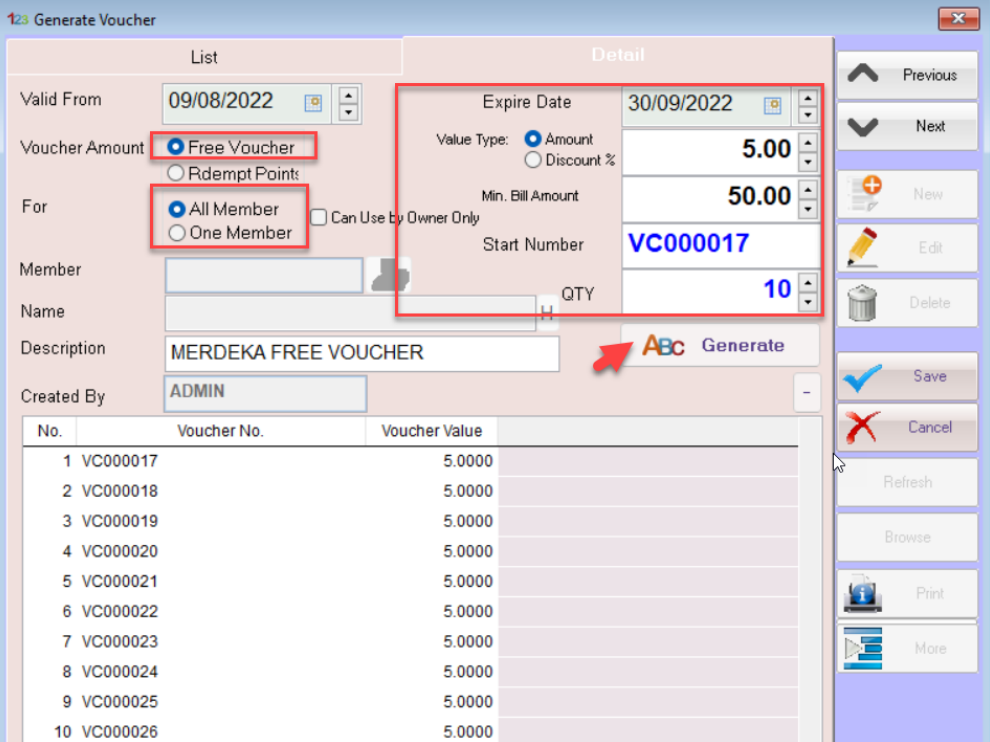 123 Generate Voucher
List
Detail
Valid From 09/08/2022
Expire Date 30/09/2022
Voucher Amount Free Voucher
Rdempt Points
Value Type: Amount 5.00
Discount %
For All Member
One Member
Can Use by Owner Only
Min. Bill Amount 50.00
Start Number VC000017
Member
QTY 10
Name H
Description MERDEKA FREE VOUCHER
ABC Generate
Created By ADMIN
-
No. Voucher No. Voucher Value
1 VC000017 5.0000
2 VC000018 5.0000
3 VC000019 5.0000
4 VC000020 5.0000
5 VC000021 5.0000
6 VC000022 5.0000
7 VC000023 5.0000
8 VC000024 5.0000
9 VC000025 5.0000
10 VC000026 5.0000
Previous
Next
New
Edit
Delete
Save
Cancel
Refresh
Browse
Print
More